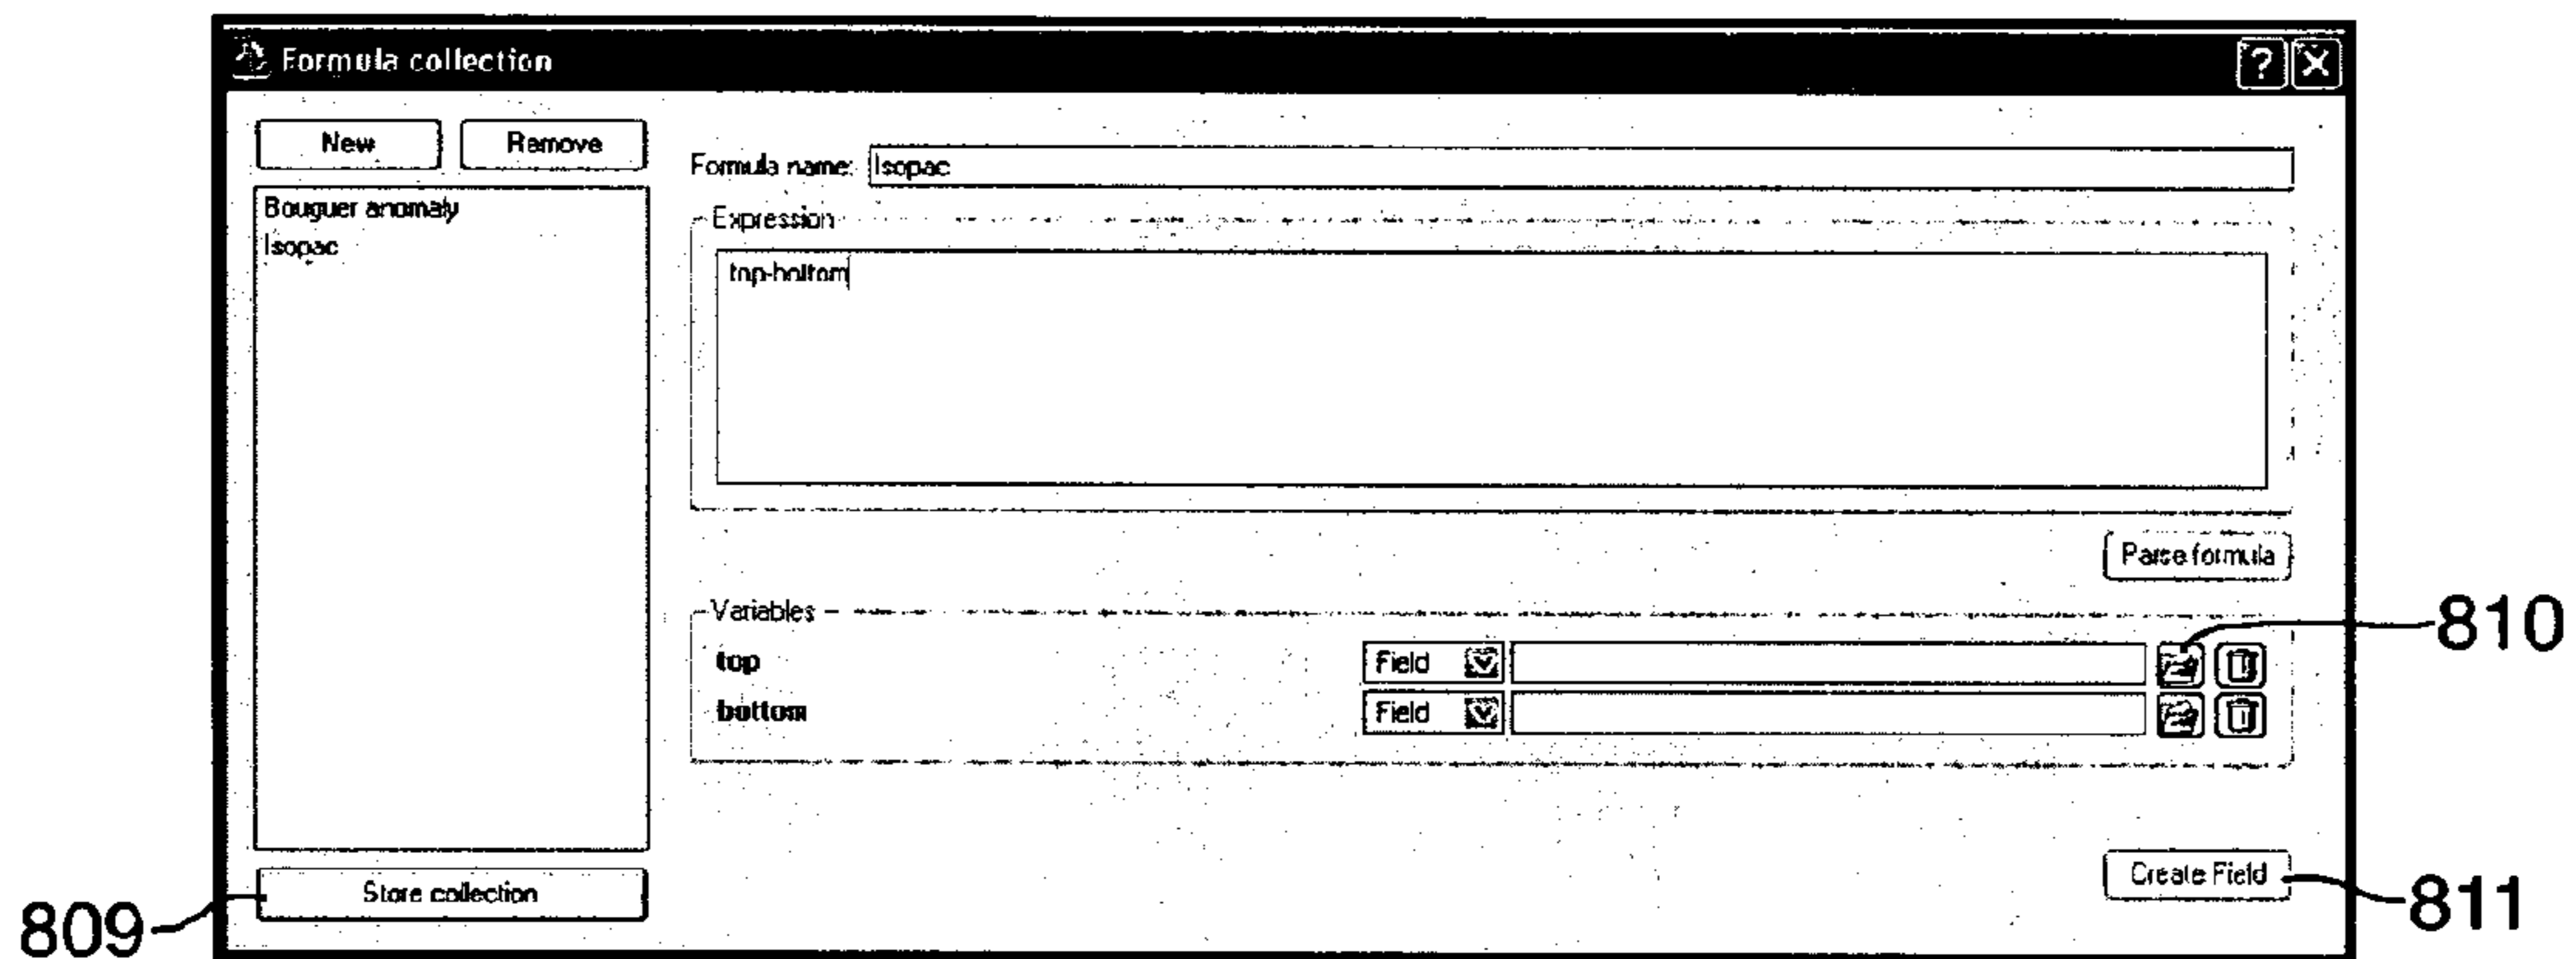 Formula collection
?
New Remove
Formula name: Isopac
Bouguer anomaly
Isopac
Expression
top-bottom
Parse formula
Variables
top Field
810
bottom Field
Store collection
Create Field
809
811